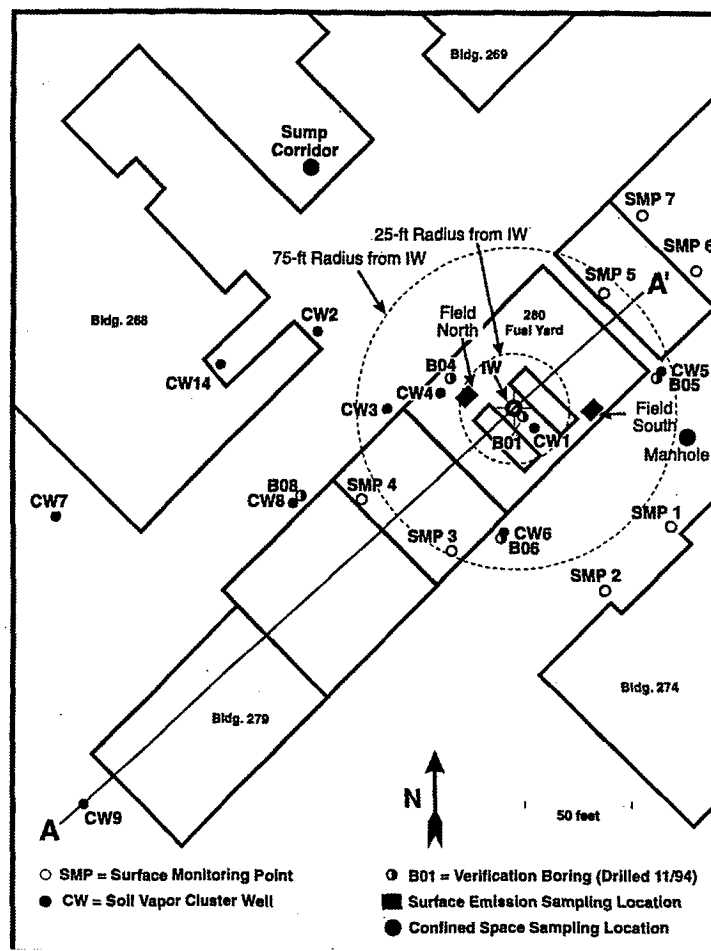 Bldg. 269
Sump
Corridor
SMP 7
25-ft Radius from IW
75-ft Radius from IW
SMP 6
SMP 5
A'
Field
North
280
Fuel Yard
Bldg. 268
CW2
B04
IW
CW14
CW4
CW5
B05
CW3
Field
South
B01
CW1
Manhole
B08
CW8
SMP 4
CW7
SMP 1
CW6
B06
SMP 3
SMP 2
Bldg. 274
Bldg. 279
N
50 feet
A
CW9
SMP = Surface Monitoring Point
CW = Soil Vapor Cluster Well
B01 = Verification Boring (Drilled 11/94)
Surface Emission Sampling Location
Confined Space Sampling Location